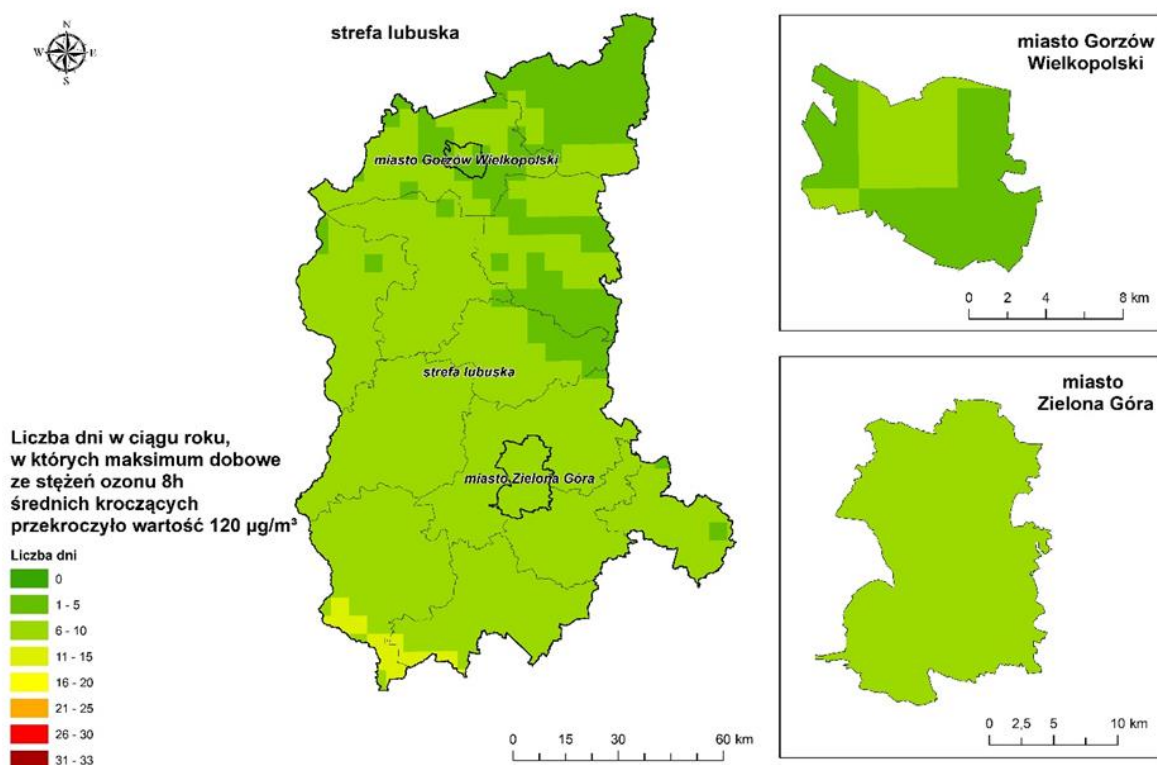 N
W E
S
strefa lubuska
miasto Gorzów Wielkopolski
strefa lubuska
miasto Zielona Góra
Liczba dni w ciągu roku,
w których maksimum dobowe
ze stężeń ozonu 8h
średnich kroczących
przekroczyło wartość 120 µg/m³
Liczba dni
0
1 - 5
6 - 10
11 - 15
16 - 20
21 - 25
26 - 30
31 - 33
0 15 30 60 km
miasto Gorzów
Wielkopolski
0 2 4 8 km
miasto
Zielona Góra
0 2,5 5 10 km